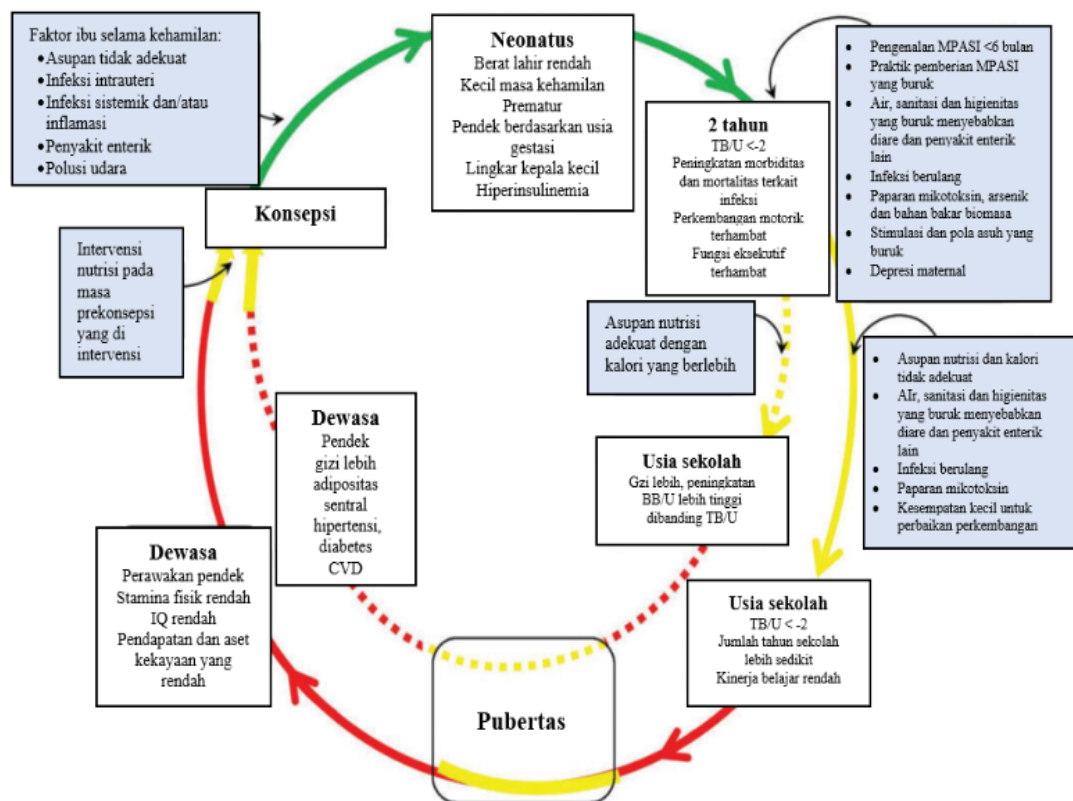 Faktor ibu selama kehamilan:
•Asupan tidak adekuat
•Infeksi intrauteri
•Infeksi sistemik dan/atau
inflamasi
•Penyakit enterik
•Polusi udara
Neonatus
Berat lahir rendah
Kecil masa kehamilan
Prematur
Pendek berdasarkan usia
gestasi
Lingkar kepala kecil
Hiperinsulinemia
• Pengenalan MPASI <6 bulan
• Praktik pemberian MPASI
yang buruk
• Air, sanitasi dan higienitas
yang buruk menyebabkan
diare dan penyakit enterik
lain
• Infeksi berulang
• Paparan mikotoksin, arsenik
dan bahan bakar biomasa
• Stimulasi dan pola asuh yang
buruk
• Depresi maternal
2 tahun
TB/U <-2
Peningkatan morbiditas
dan mortalitas terkait
infeksi
Perkembangan motorik
terhambat
Fungsi eksekutif
terhambat
Konsepsi
Intervensi
nutrisi pada
masa
prekonsepsi
yang di
intervensi
Asupan nutrisi
adekuat dengan
kalori yang berlebih
• Asupan nutrisi dan kalori
tidak adekuat
• AIr, sanitasi dan higienitas
yang buruk menyebabkan
diare dan penyakit enterik
lain
• Infeksi berulang
• Paparan mikotoksin
• Kesempatan kecil untuk
perbaikan perkembangan
Dewasa
Pendek
gizi lebih
adipositas
sentral
hipertensi,
diabetes
CVD
Usia sekolah
Gzi lebih, peningkatan
BB/U lebih tinggi
dibanding TB/U
Dewasa
Perawakan pendek
Stamina fisik rendah
IQ rendah
Pendapatan dan aset
kekayaan yang
rendah
Usia sekolah
TB/U < -2
Jumlah tahun sekolah
lebih sedikit
Kinerja belajar rendah
Pubertas